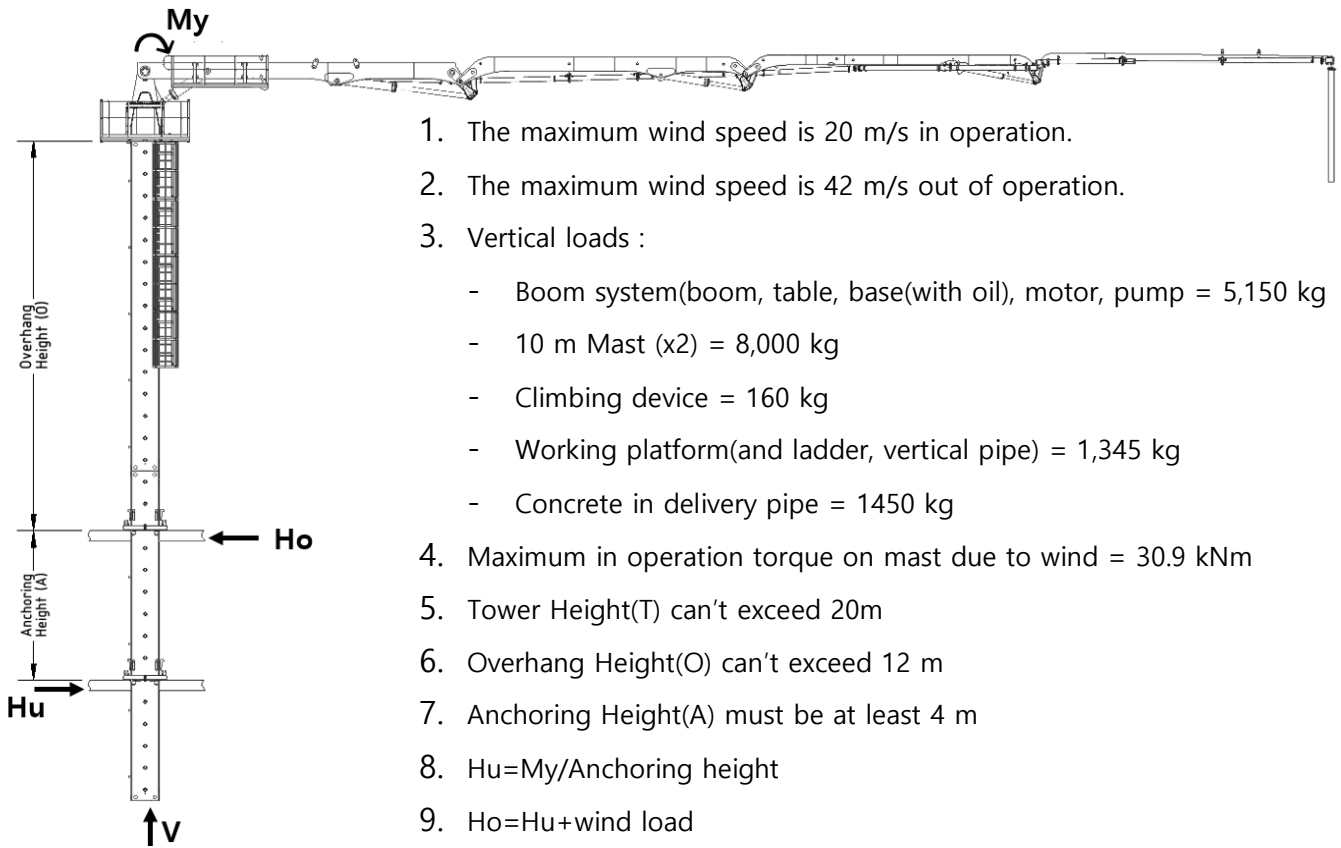 My
1. The maximum wind speed is 20 m/s in operation.
2. The maximum wind speed is 42 m/s out of operation.
3. Vertical loads :
- Boom system(boom, table, base(with oil), motor, pump = 5,150 kg
- 10 m Mast (x2) = 8,000 kg
- Climbing device = 160 kg
- Working platform(and ladder, vertical pipe) = 1,345 kg
- Concrete in delivery pipe = 1450 kg
4. Maximum in operation torque on mast due to wind = 30.9 kNm
5. Tower Height(T) can't exceed 20m
6. Overhang Height(O) can't exceed 12 m
7. Anchoring Height(A) must be at least 4 m
8. Hu=My/Anchoring height
9. Ho=Hu+wind load
Overhang
Height (O)
Ho
Anchoring
Height (A)
Hu
V